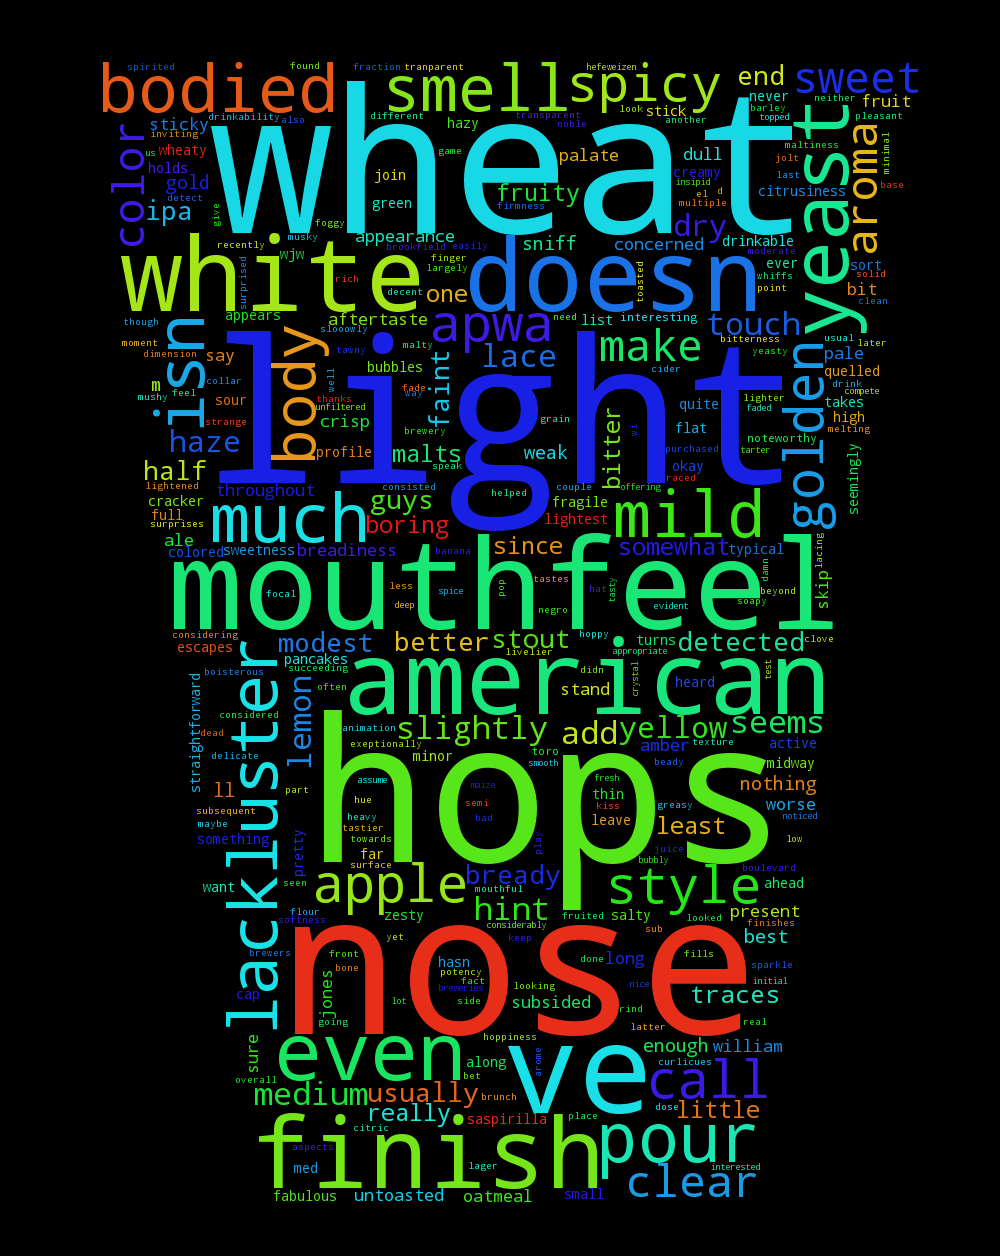 spirited found fraction tranparent hefeweizen
bodied smell spicy end sweet
look stick never neither fruit
drinkability also different transparent noble another barley topped pleasant
sticky inviting hazy maltiness
color wheaty us game wheat palate dull jolt minimal
holds join creamy last base
gold detect green fruity insipid el d multiple citrusiness yeast aroma
ipa give foggy firmness dry
musky appearance sniff concerned drinkable
recently wjw brookfield easily moderate
white surprised finger largely doesn toasted ever whiffs sort solid
rich decent one point bit clean
though appears aftertaste slooowly apwa need list interesting touch usual later
moment tawny malty bitterness yeasty pale
dimension say bubbles lace make cider quelled
isn m mushy feel collar body well fade way faint light drink compete
sour thanks unfiltered lighter takes
strange crisp brewery grain quite faded high melting
haze profile malts weak bitter w1 flat noteworthy golden
half speak okay purchased tarter
lightened throughout helped couple offering raced seemingly
cracker full guys fragile
surprises much boring lightest mild
ale since somewhat typical lacing
colored sweetness breadiness banana damn
mouthfeel less tastes hat tasty beyond skip
focal deep spice pop negro evident soapy
considering modest better stout hoppy turns detected clove
escapes livelier appropriate
pancakes succeeding american didn crystal test
boisterous often stand heard
lackluster lemon considered animation slightly add yellow seems
straightforward dead exeptionally toro amber texture active
delicate minor smooth beady midway
ll assume hops maize fresh nothing
part hue semi thin greasy worse
subsequent heavy kiss noticed
maybe tastier bad leave least
something towards play low
pretty far juice
surface bubbly boulevard
want seen apple bready mouthful style ahead
flour zesty hint fruited salty looked present
softness considerably finishes
brewers yet keep sub best
front nose done long fills
bone hasn potency sparkle
fact looking nice initial
cap jones lot breweries side subsided rind traces
going latter real
sure even hoppiness ve enough william
along arome curlicues
overall bet call
medium usually brunch dose little
really saspirilla place
citric finish pour
aspects lager interested
med clear
fabulous untoasted oatmeal small